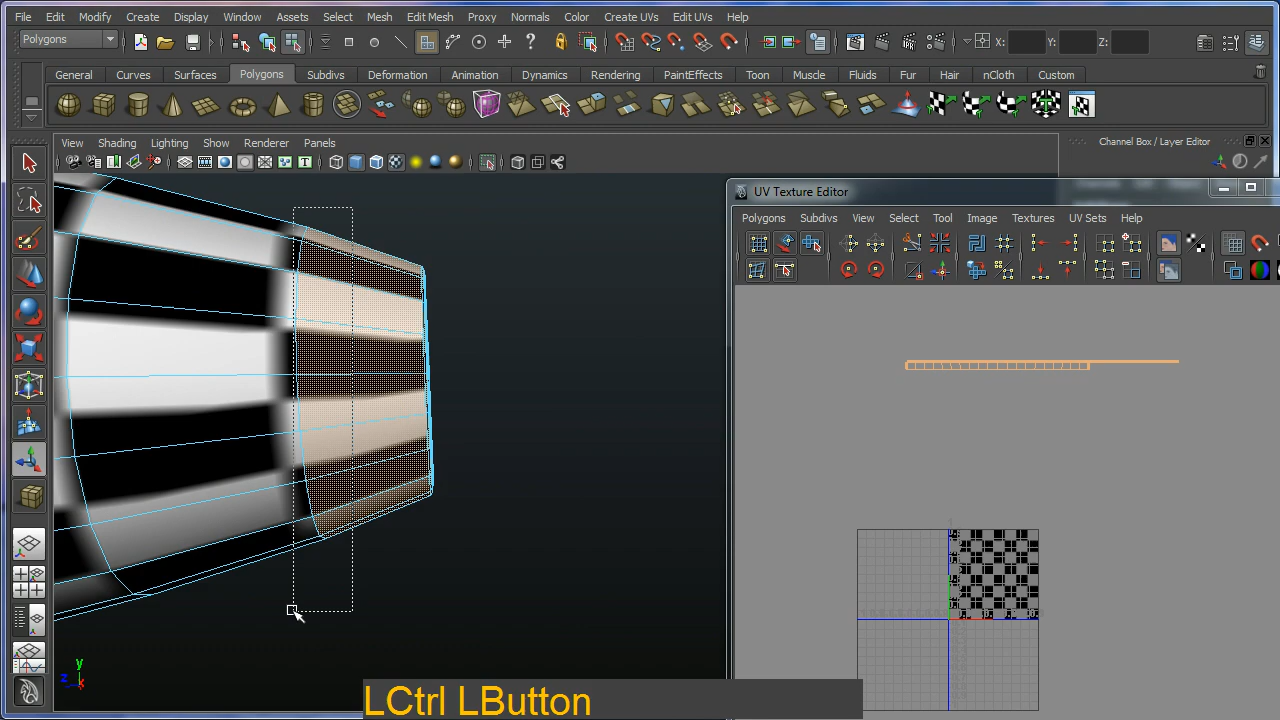 File Edit Modify Create Display Window Assets Select Mesh Edit Mesh Proxy Normals Color Create UVs Edit UVs Help
Polygons X: Y: Z:
General Curves Surfaces Polygons Subdivs Deformation Animation Dynamics Rendering PaintEffects Toon Muscle Fluids Fur Hair nCloth Custom
View Shading Lighting Show Renderer Panels
Channel Box / Layer Editor
UV Texture Editor
Polygons Subdivs View Select Tool Image Textures UV Sets Help
y
z x
LCtrl LButton